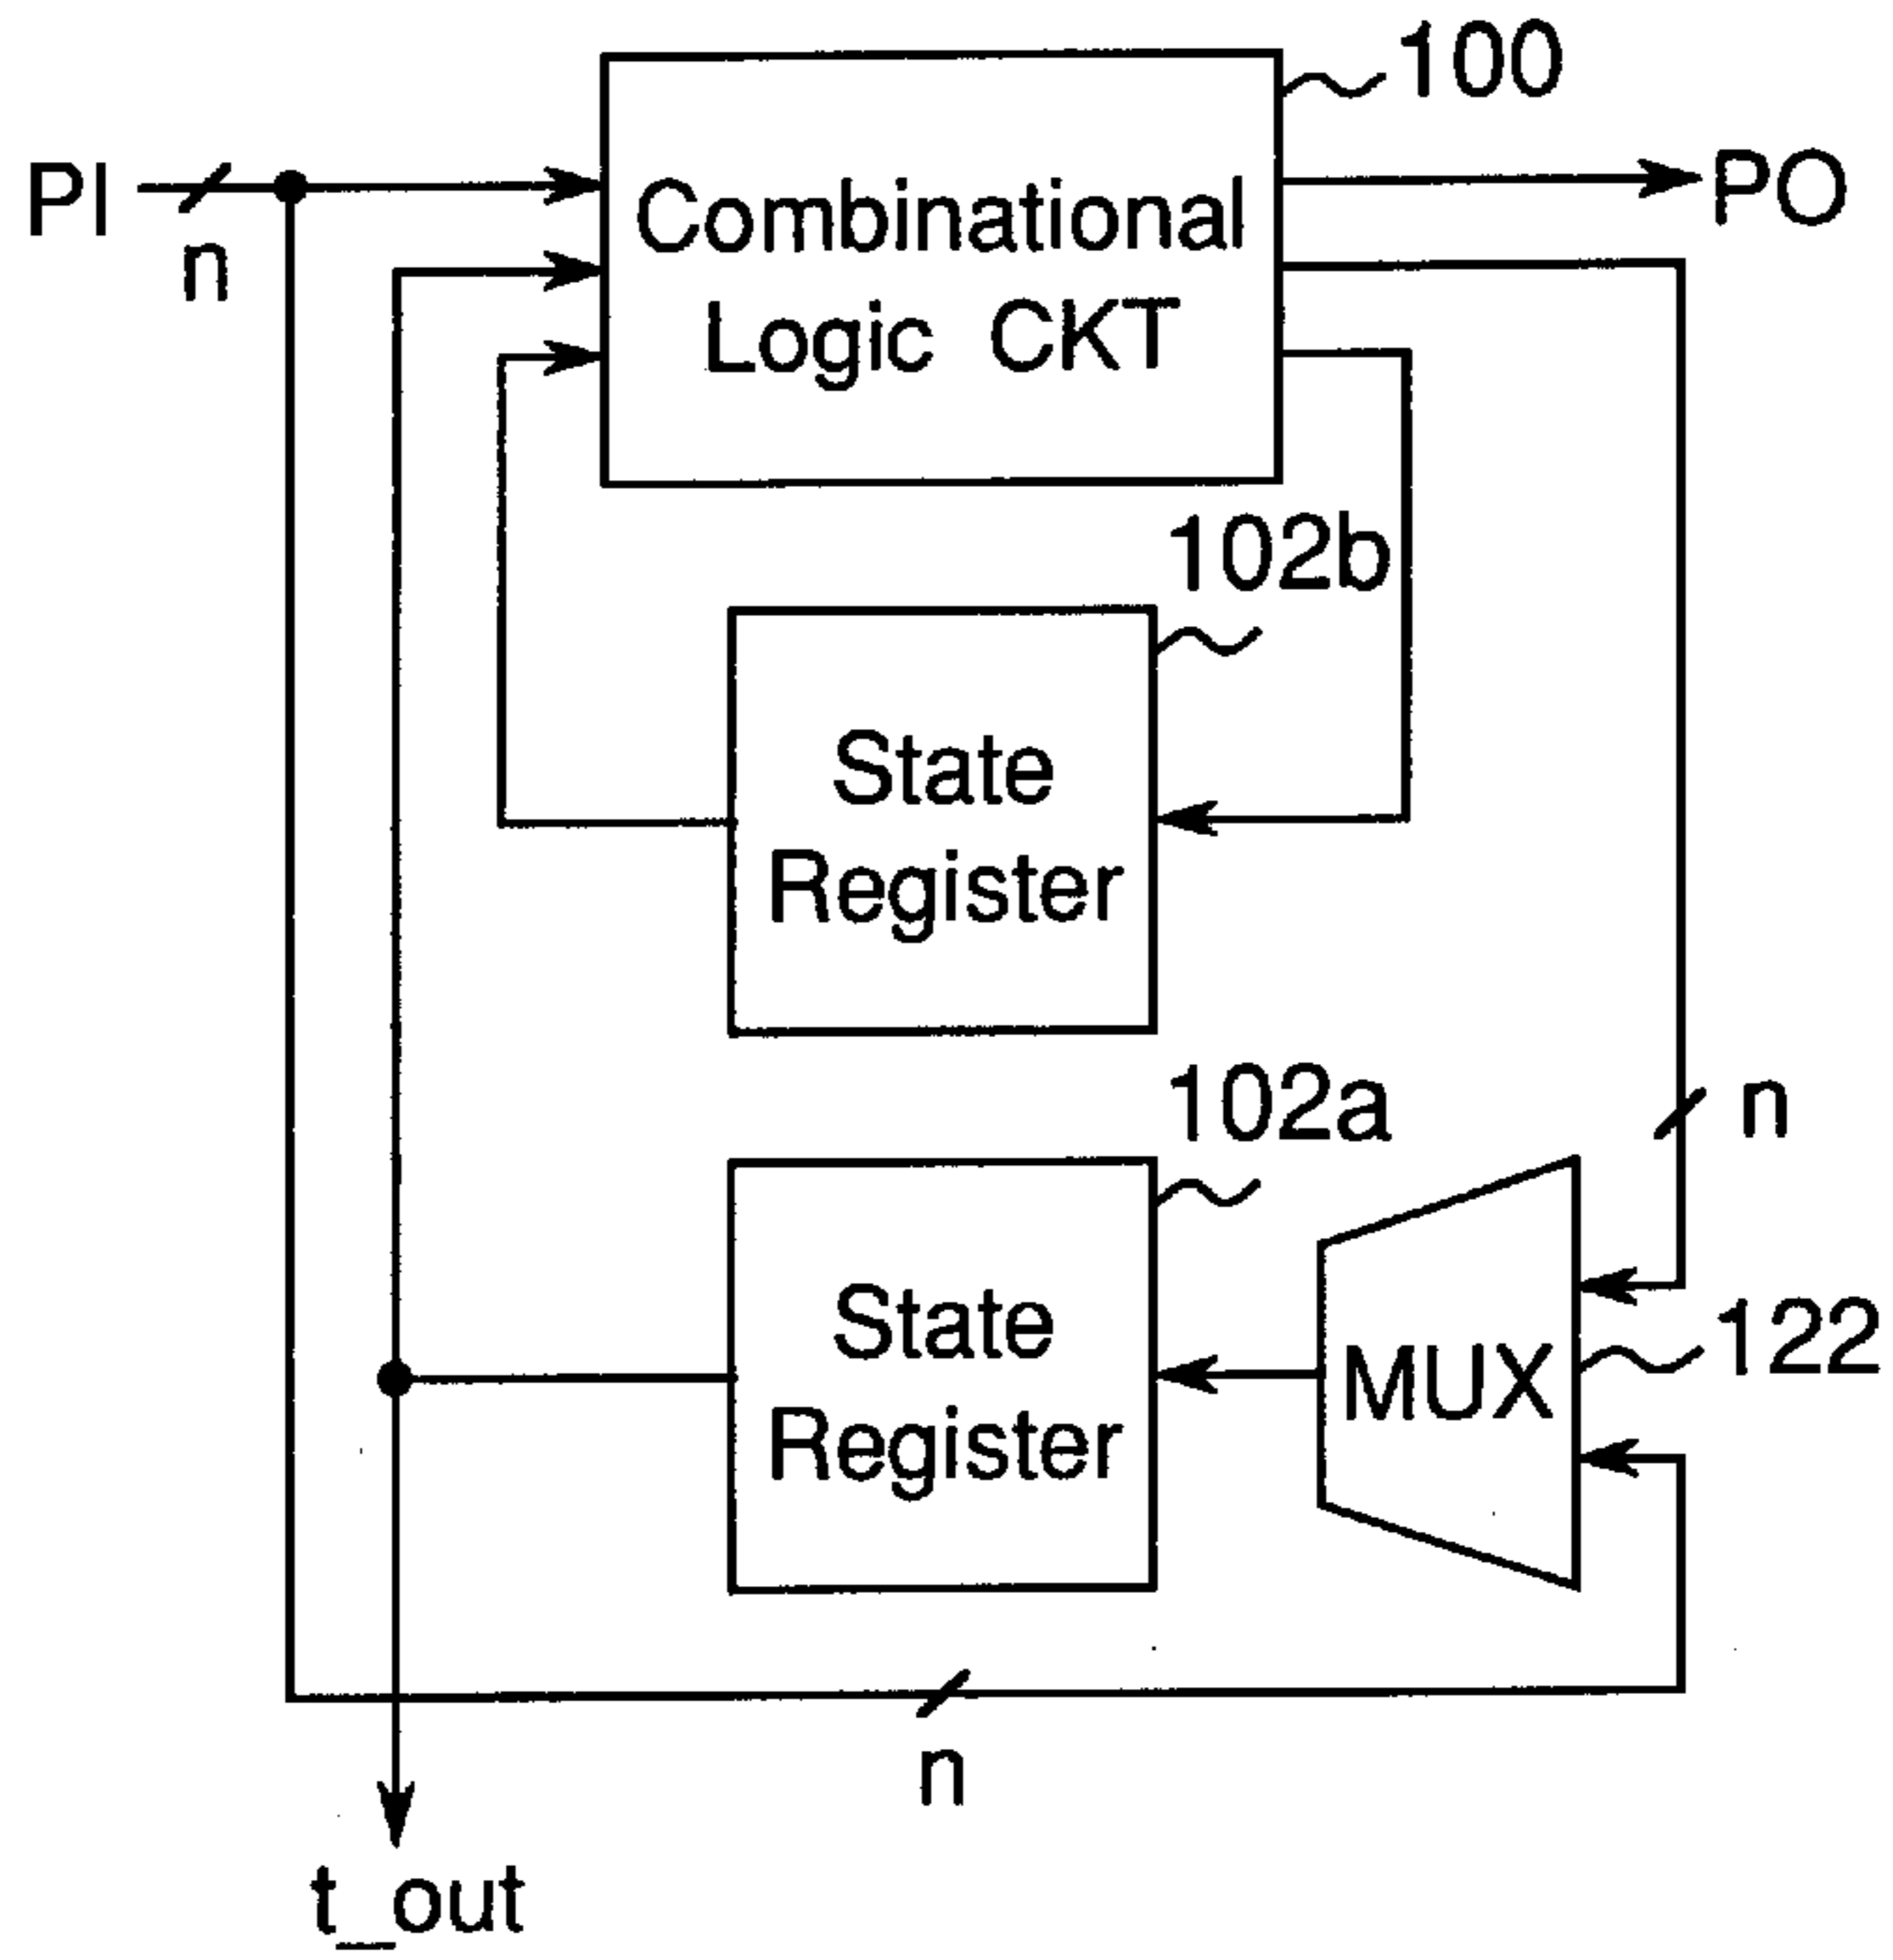 100
PI
n
PO
Combinational
Logic CKT
102b
State
Register
102a
n
State
Register
MUX
122
n
t_out